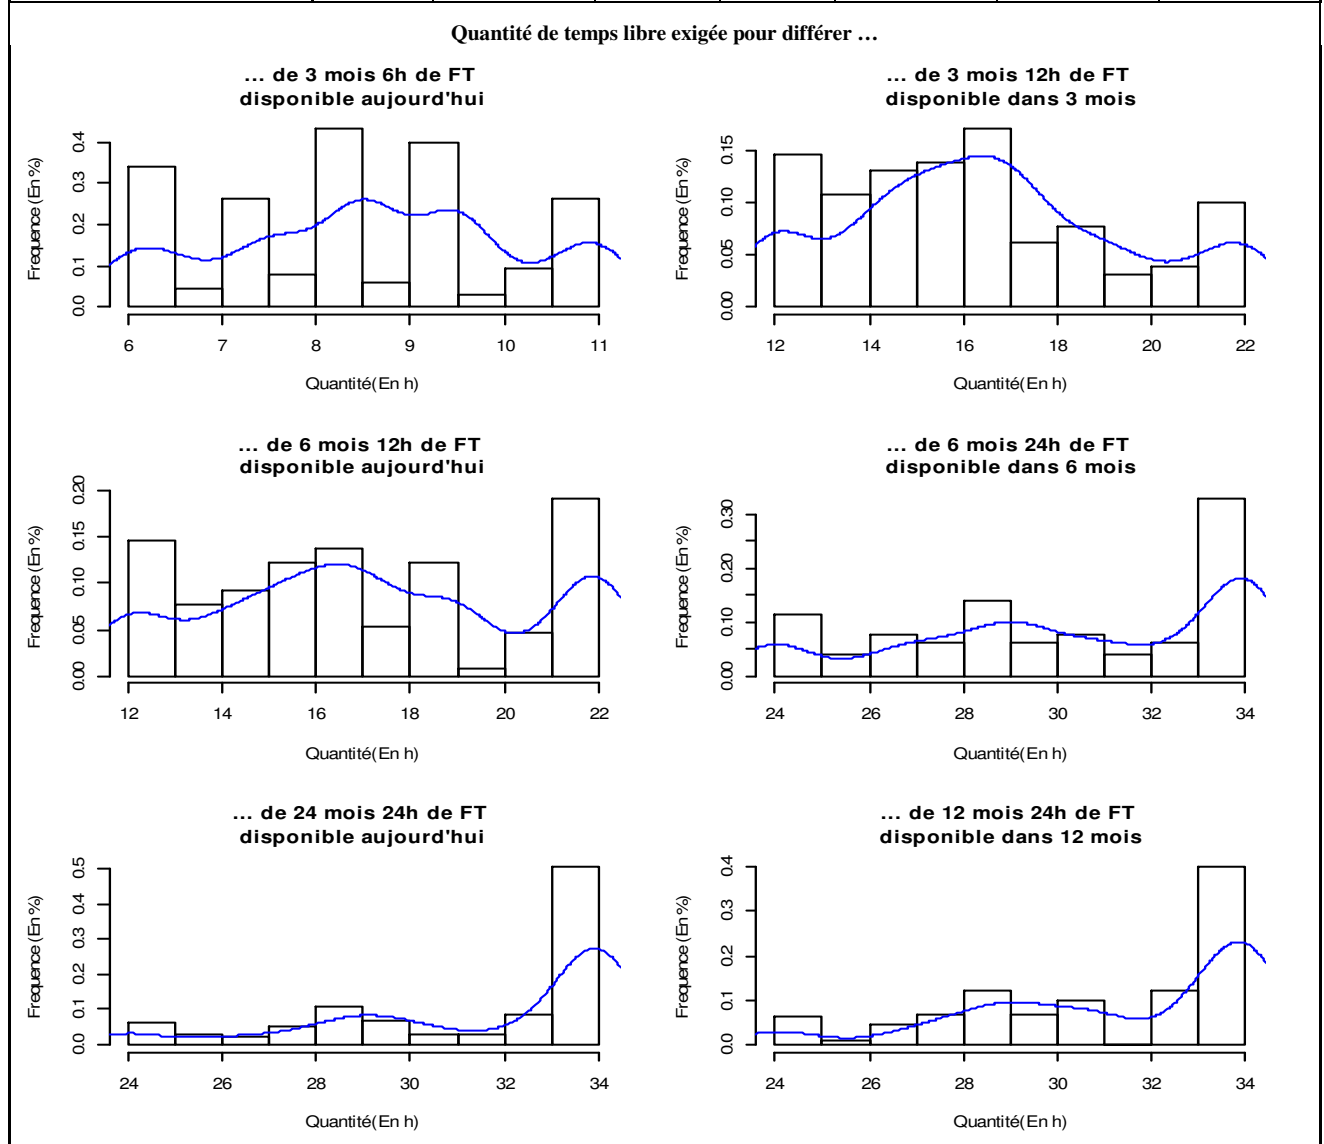 Quantité de temps libre exigée pour différer …
... de 3 mois 6h de FT
disponible aujourd'hui
Frequence (En %)
0.0 0.1 0.2 0.3 0.4
6 7 8 9 10 11
Quantité(En h)
... de 3 mois 12h de FT
disponible dans 3 mois
Frequence (En %)
0.00 0.05 0.10 0.15
12 14 16 18 20 22
Quantité(En h)
... de 6 mois 12h de FT
disponible aujourd'hui
Frequence (En %)
0.00 0.05 0.10 0.15 0.20
12 14 16 18 20 22
Quantité(En h)
... de 6 mois 24h de FT
disponible dans 6 mois
Frequence (En %)
0.00 0.10 0.20 0.30
24 26 28 30 32 34
Quantité(En h)
... de 24 mois 24h de FT
disponible aujourd'hui
Frequence (En %)
0.0 0.1 0.2 0.3 0.4 0.5
24 26 28 30 32 34
Quantité(En h)
... de 12 mois 24h de FT
disponible dans 12 mois
Frequence (En %)
0.0 0.1 0.2 0.3 0.4
24 26 28 30 32 34
Quantité(En h)